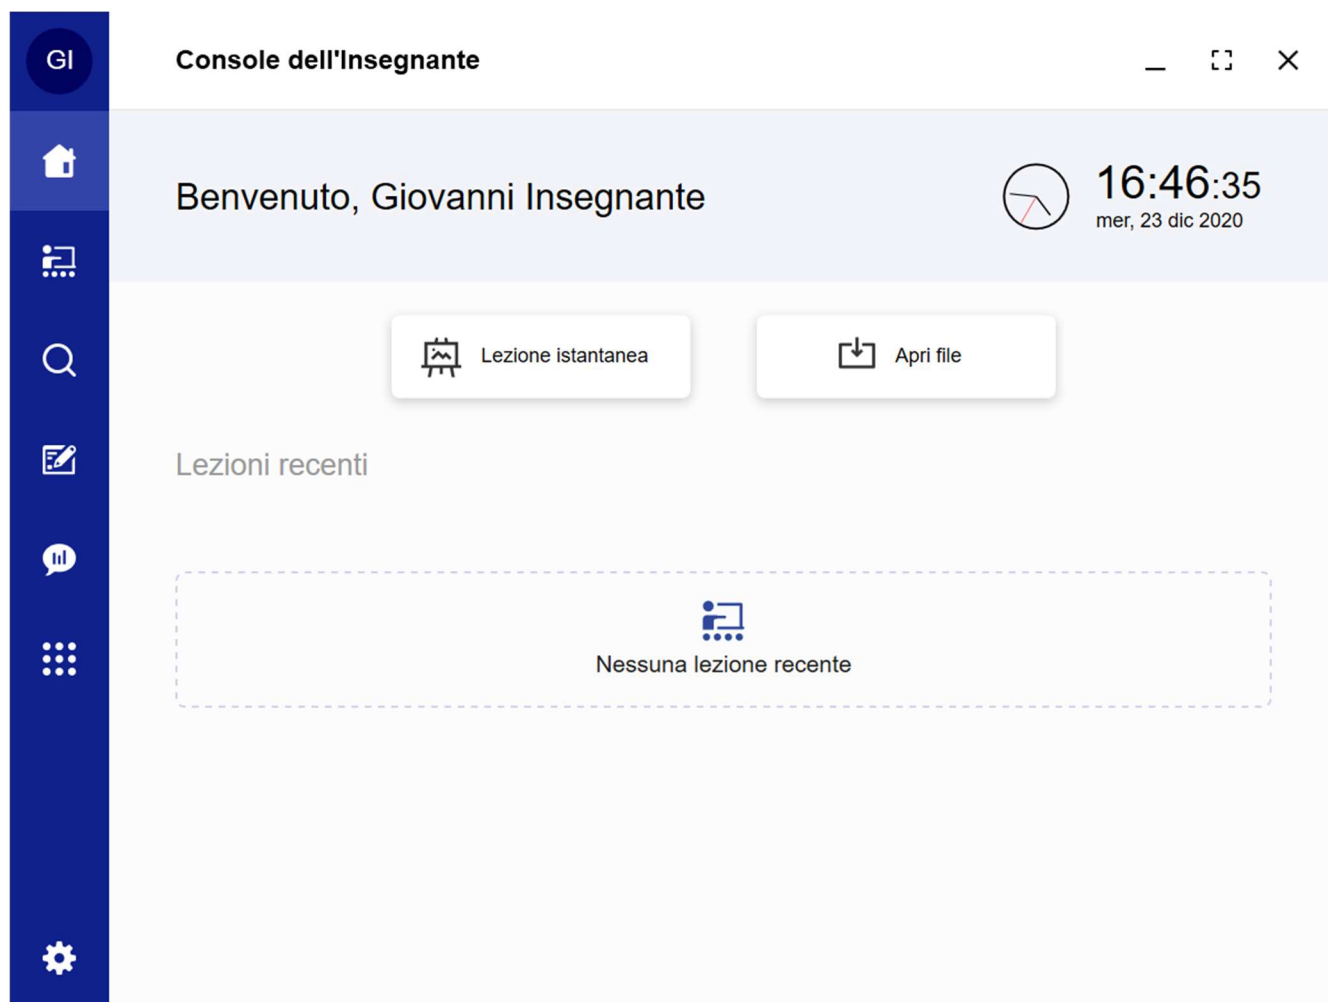 GI
Console dell'Insegnante
Benvenuto, Giovanni Insegnante
16:46:35
mer, 23 dic 2020
Lezione istantanea
Apri file
Lezioni recenti
Nessuna lezione recente